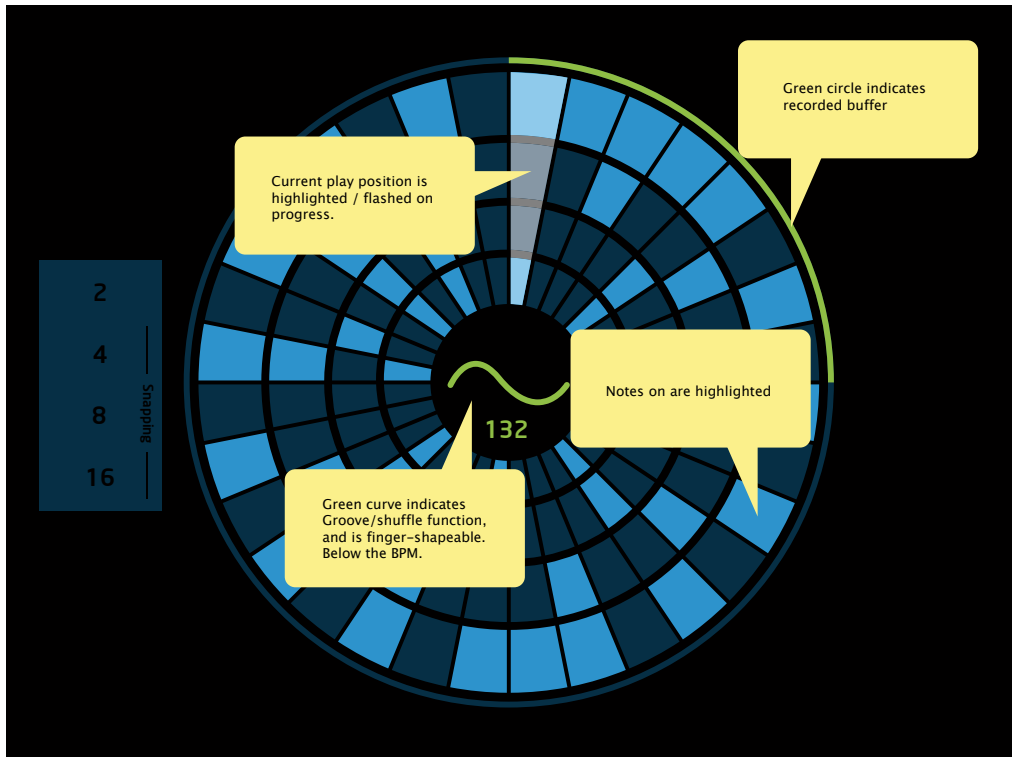 Green circle indicates
recorded buffer
Current play position is
highlighted / flashed on
progress.
2
4
8
16
Snapping
Notes on are highlighted
132
Green curve indicates
Groove/shuffle function,
and is finger-shapeable.
Below the BPM.